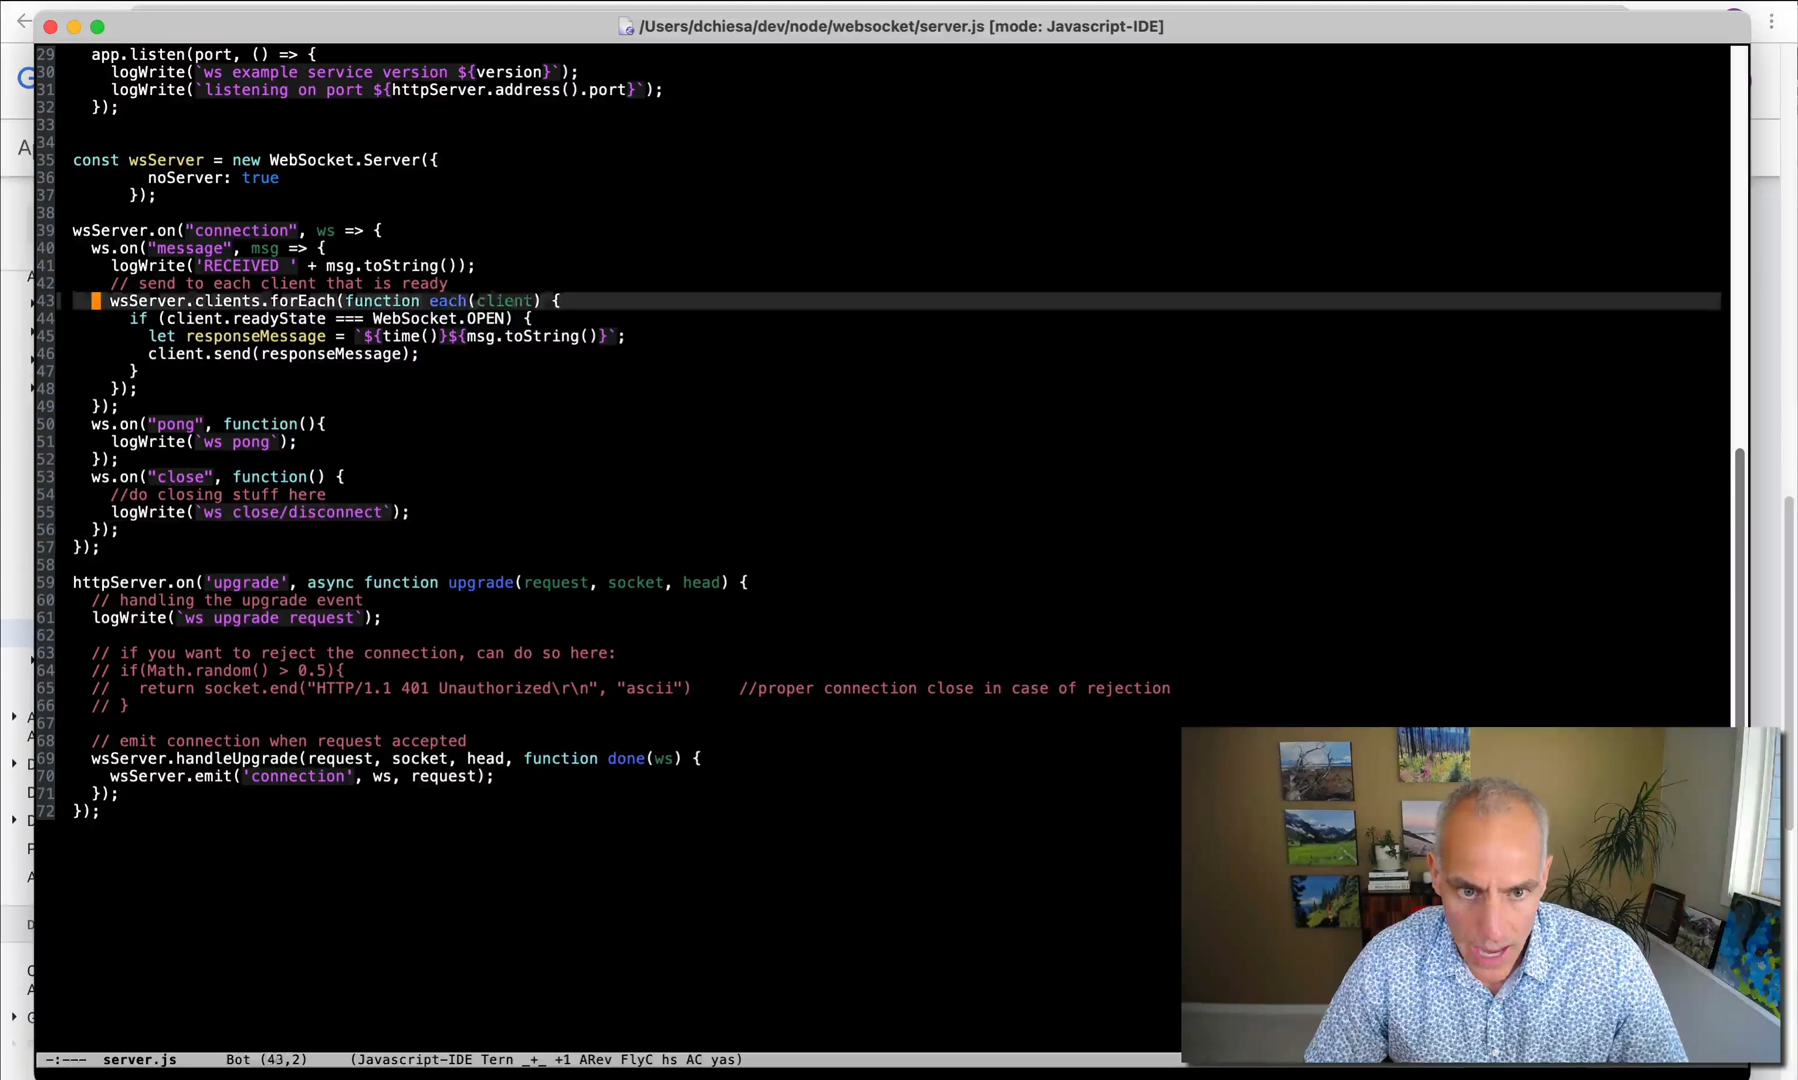 /Users/dchiesa/dev/node/websocket/server.js [mode: Javascript-IDE]
29 app.listen(port, () => {
30 logWrite(`ws example service version ${version}`);
31 logWrite(`listening on port ${httpServer.address().port}`);
32 });
33
34
35 const wsServer = new WebSocket.Server({
36 noServer: true
37 });
38
39 wsServer.on("connection", ws => {
40 ws.on("message", msg => {
41 logWrite('RECEIVED ' + msg.toString());
42 // send to each client that is ready
43 wsServer.clients.forEach(function each(client) {
44 if (client.readyState === WebSocket.OPEN) {
45 let responseMessage = `${time()}${msg.toString()}`;
46 client.send(responseMessage);
47 }
48 });
49 });
50 ws.on("pong", function(){
51 logWrite(`ws pong`);
52 });
53 ws.on("close", function() {
54 //do closing stuff here
55 logWrite(`ws close/disconnect`);
56 });
57 });
58
59 httpServer.on('upgrade', async function upgrade(request, socket, head) {
60 // handling the upgrade event
61 logWrite(`ws upgrade request`);
62
63 // if you want to reject the connection, can do so here:
64 // if(Math.random() > 0.5){
65 // return socket.end("HTTP/1.1 401 Unauthorized\r\n", "ascii") //proper connection close in case of rejection
66 // }
67
68 // emit connection when request accepted
69 wsServer.handleUpgrade(request, socket, head, function done(ws) {
70 wsServer.emit('connection', ws, request);
71 });
72 });
-:--- server.js Bot (43,2) (Javascript-IDE Tern _+_ +1 ARev FlyC hs AC yas)